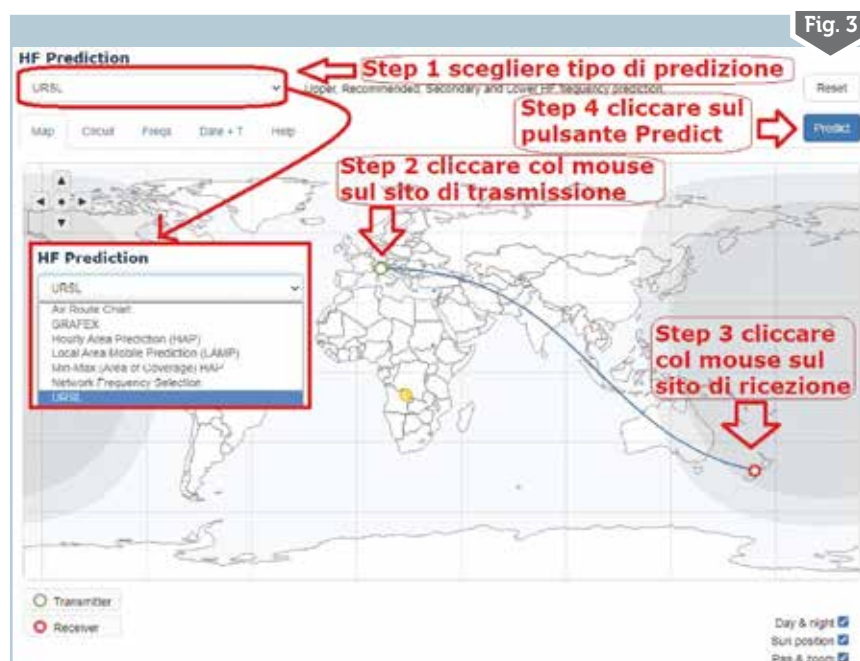 Fig. 3
HF Prediction
Step 1 scegliere tipo di predizione
URSL
Upper, Recommended, Secondary and Lower HF frequency prediction.
Reset
Step 4 cliccare sul
pulsante Predict
Predict
Map Circuit Freqs Date + T Help
Step 2 cliccare col mouse
sul sito di trasmissione
HF Prediction
URSL
Air Route Chart
GRAFEX
Hourly Area Prediction (HAP)
Local Area Mobile Prediction (LAMP)
Min-Max (Area of Coverage) HAP
Network Frequency Selection
URSL
Step 3 cliccare
col mouse sul
sito di ricezione
Transmitter
Receiver
Day & night
Sun position
Pan & zoom